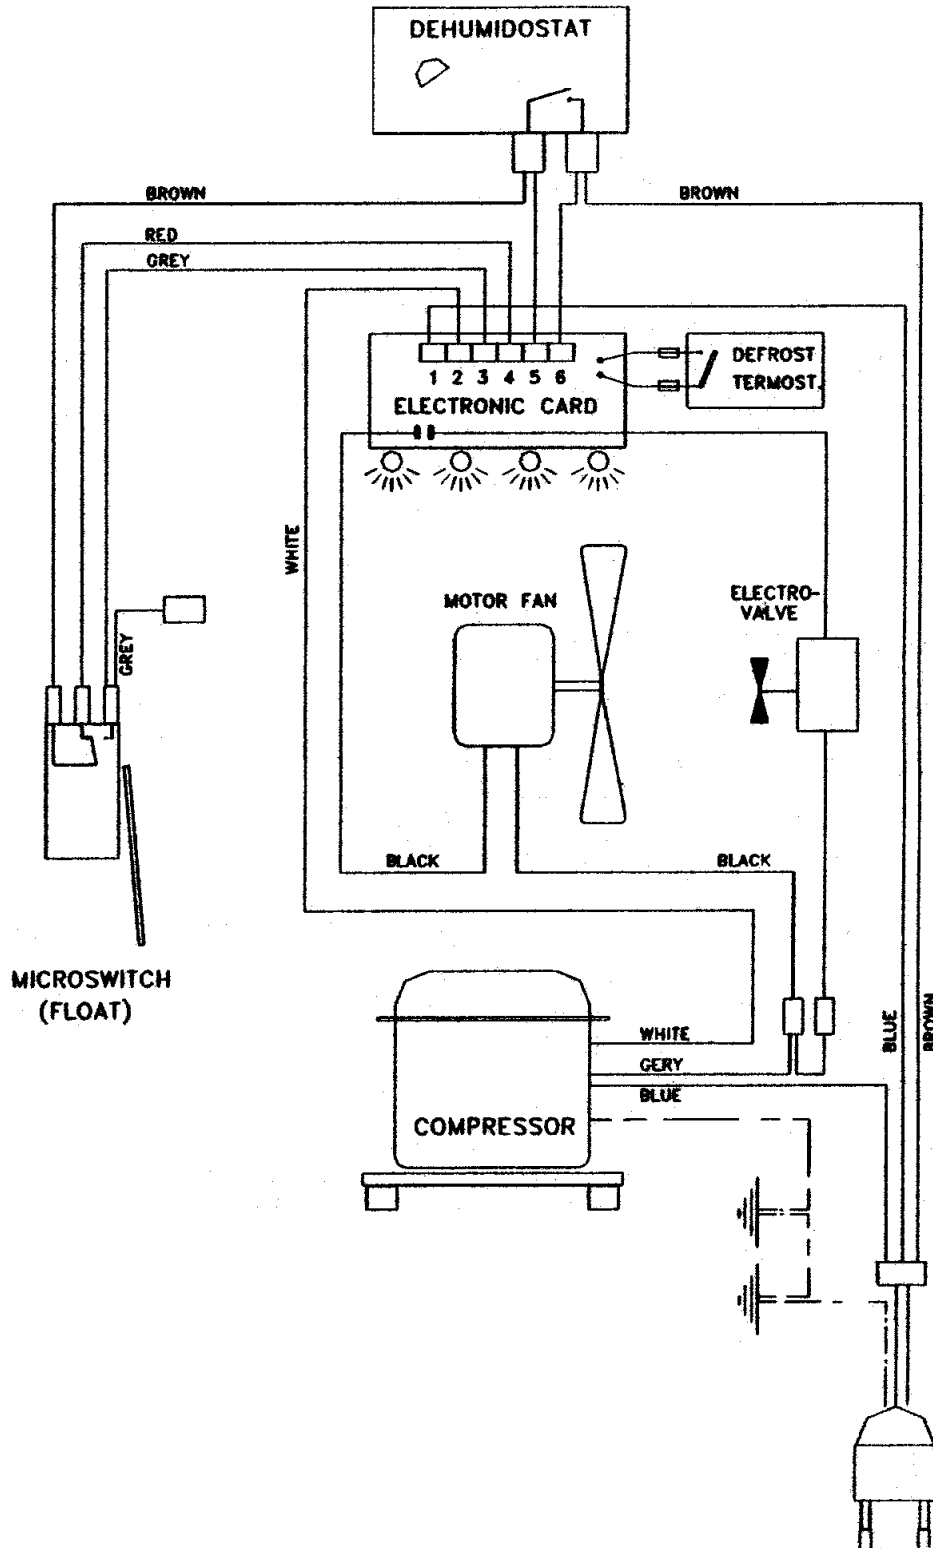 DEHUMIDOSTAT
BROWN
BROWN
RED
GREY
DEFROST
TERMOST.
1 2 3 4 5 6
ELECTRONIC CARD
WHITE
MOTOR FAN
ELECTRO-
VALVE
GREY
BLACK
BLACK
MICROSWITCH
(FLOAT)
BLUE
BROWN
WHITE
GERY
BLUE
COMPRESSOR